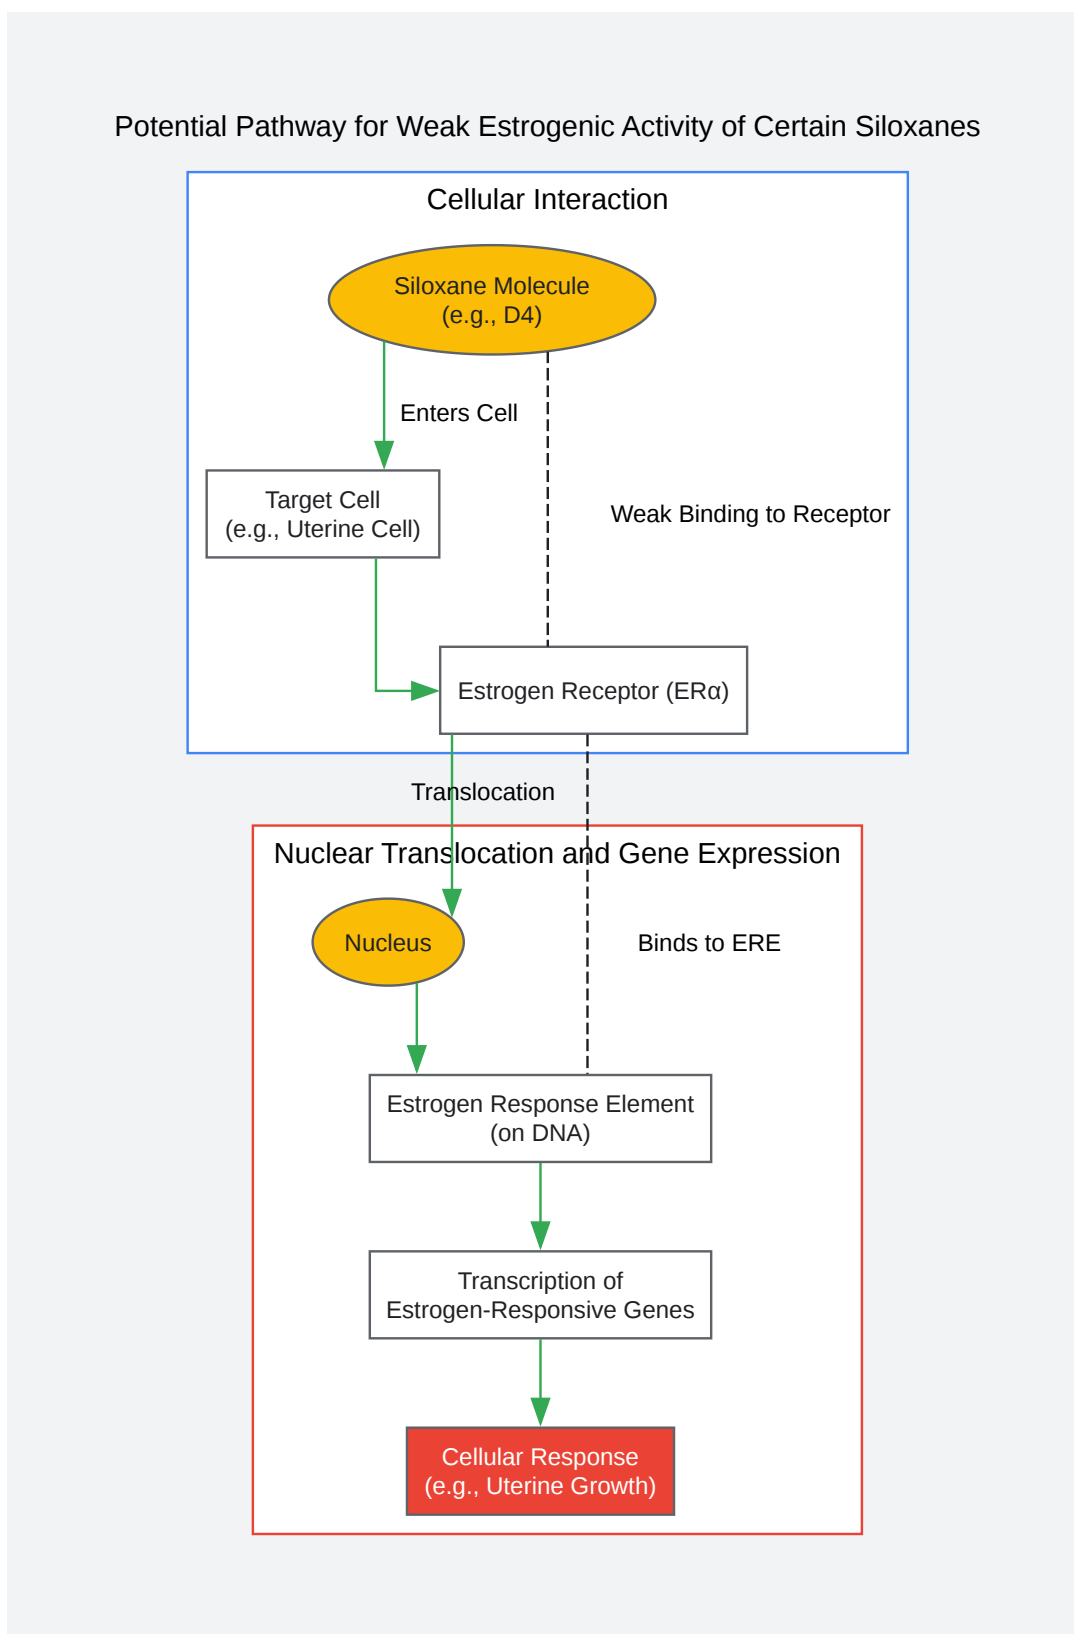 Potential Pathway for Weak Estrogenic Activity of Certain Siloxanes
Cellular Interaction
Siloxane Molecule
(e.g., D4)
Enters Cell
Target Cell
(e.g., Uterine Cell)
Weak Binding to Receptor
Estrogen Receptor (ERα)
Translocation
Nuclear Translocation and Gene Expression
Nucleus
Binds to ERE
Estrogen Response Element
(on DNA)
Transcription of
Estrogen-Responsive Genes
Cellular Response
(e.g., Uterine Growth)